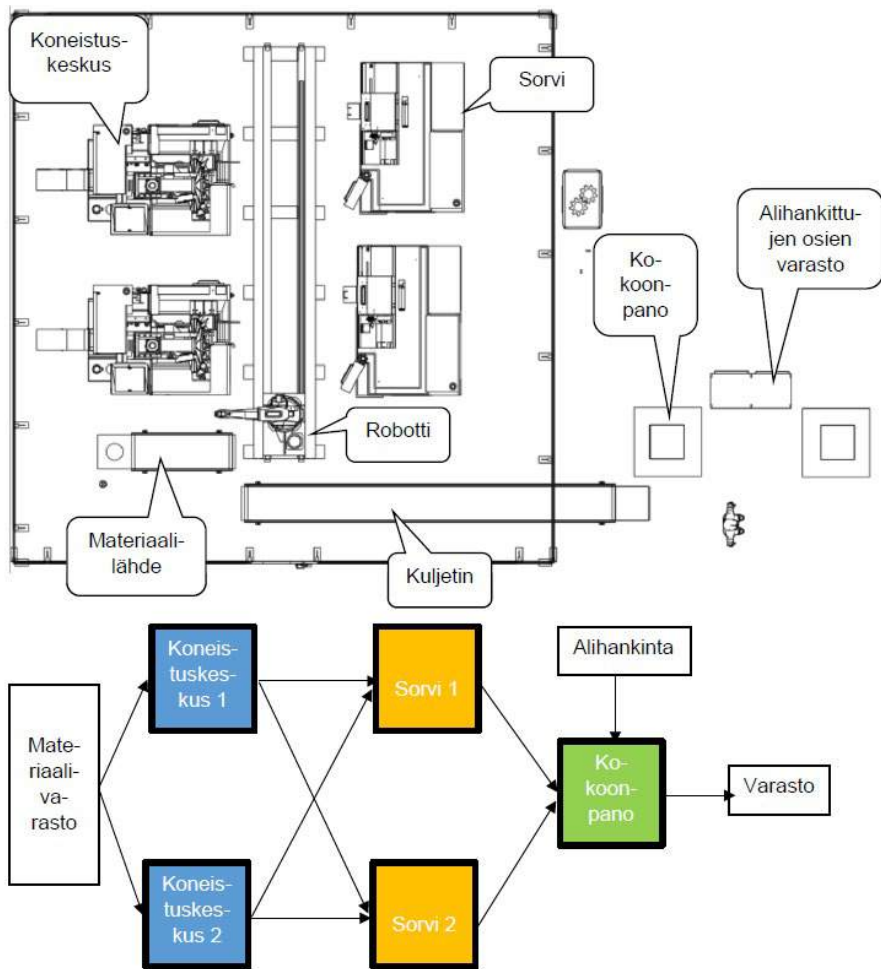 Koneistus-
keskus
Sorvi
Alihankittu-
jen osien
varasto
Ko-
koon-
pano
Robotti
Materiaali-
lähde
Kuljetin
Koneis-
tuskes-
kus 1
Sorvi 1
Alihankinta
Mate-
riaali-
va-
rasto
Ko-
koon-
pano
Varasto
Koneis-
tuskes-
kus 2
Sorvi 2